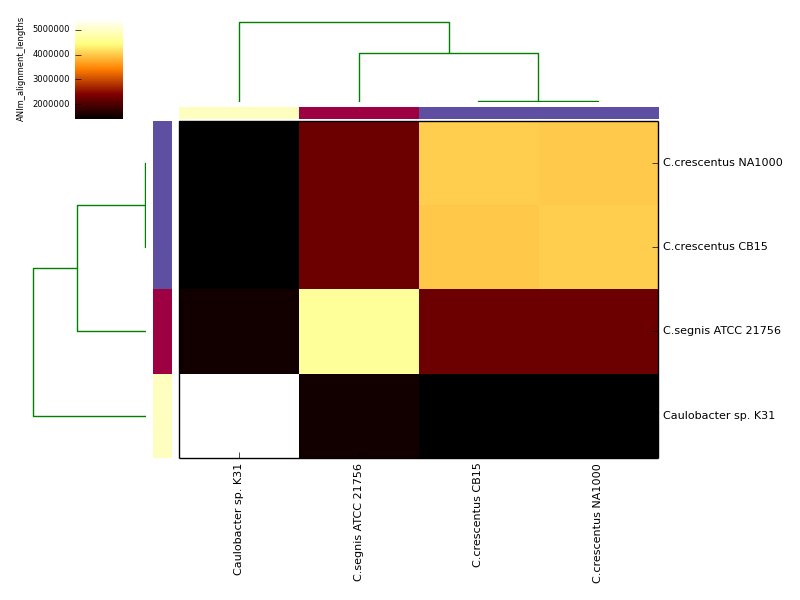 ANIm_alignment_lengths
5000000
4000000
3000000
2000000
C.crescentus NA1000
C.crescentus CB15
C.segnis ATCC 21756
Caulobacter sp. K31
Caulobacter sp. K31
C.segnis ATCC 21756
C.crescentus CB15
C.crescentus NA1000